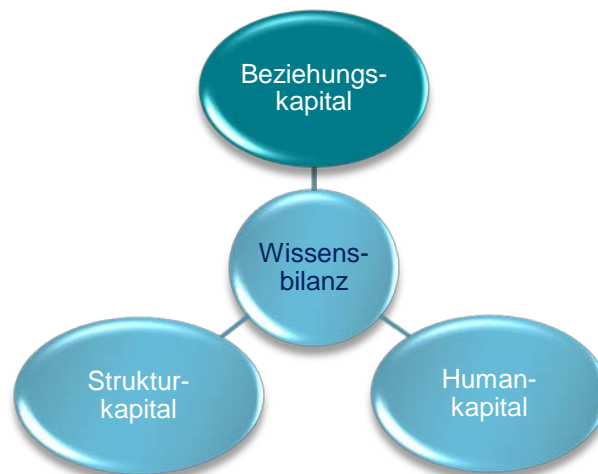 Beziehungs-
kapital
Wissens-
bilanz
Struktur-
kapital
Human-
kapital